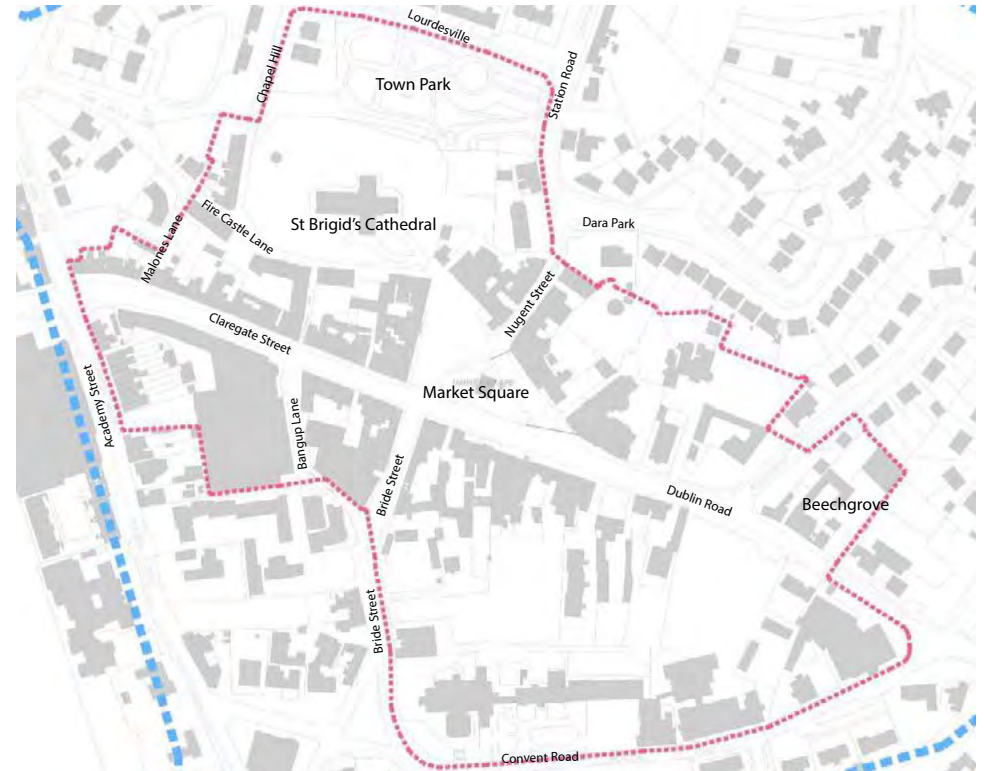 Lourdesville
Chapel Hill
Town Park
Station Road
Fire Castle Lane
St Brigid's Cathedral
Dara Park
Malones Lane
Nugent Street
Claregate Street
Market Square
Academy Street
Bangup Lane
Bride Street
Dublin Road
Beechgrove
Bride Street
Convent Road